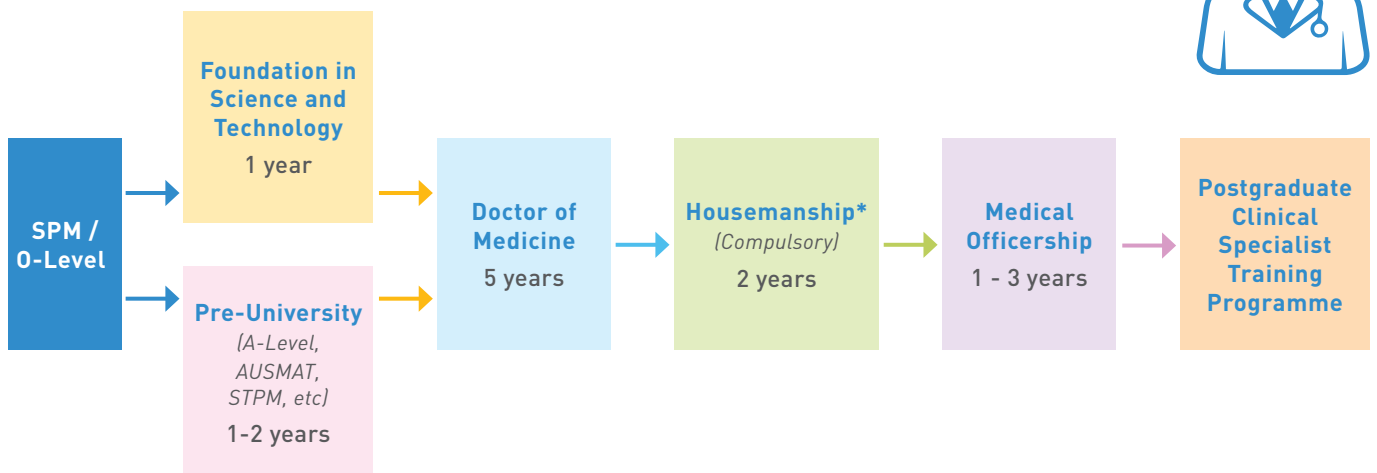 SPM /
O-Level
Foundation in
Science and
Technology
1 year
Pre-University
(A-Level,
AUSMAT,
STPM, etc)
1-2 years
Doctor of
Medicine
5 years
Housemanship*
(Compulsory)
2 years
Medical
Officership
1 - 3 years
Postgraduate
Clinical
Specialist
Training
Programme